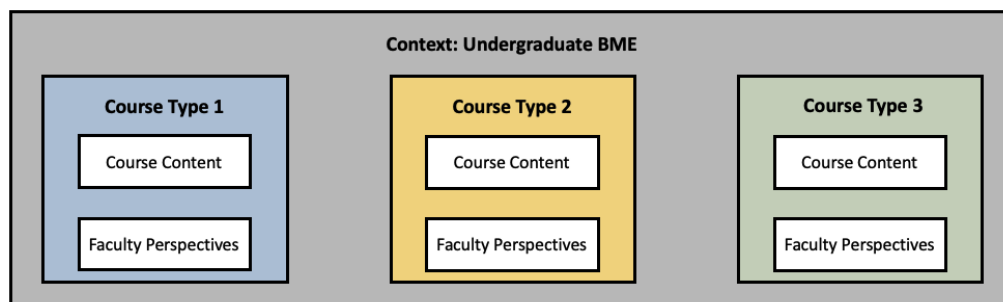 Context: Undergraduate BME
Course Type 1
Course Content
Faculty Perspectives
Course Type 2
Course Content
Faculty Perspectives
Course Type 3
Course Content
Faculty Perspectives